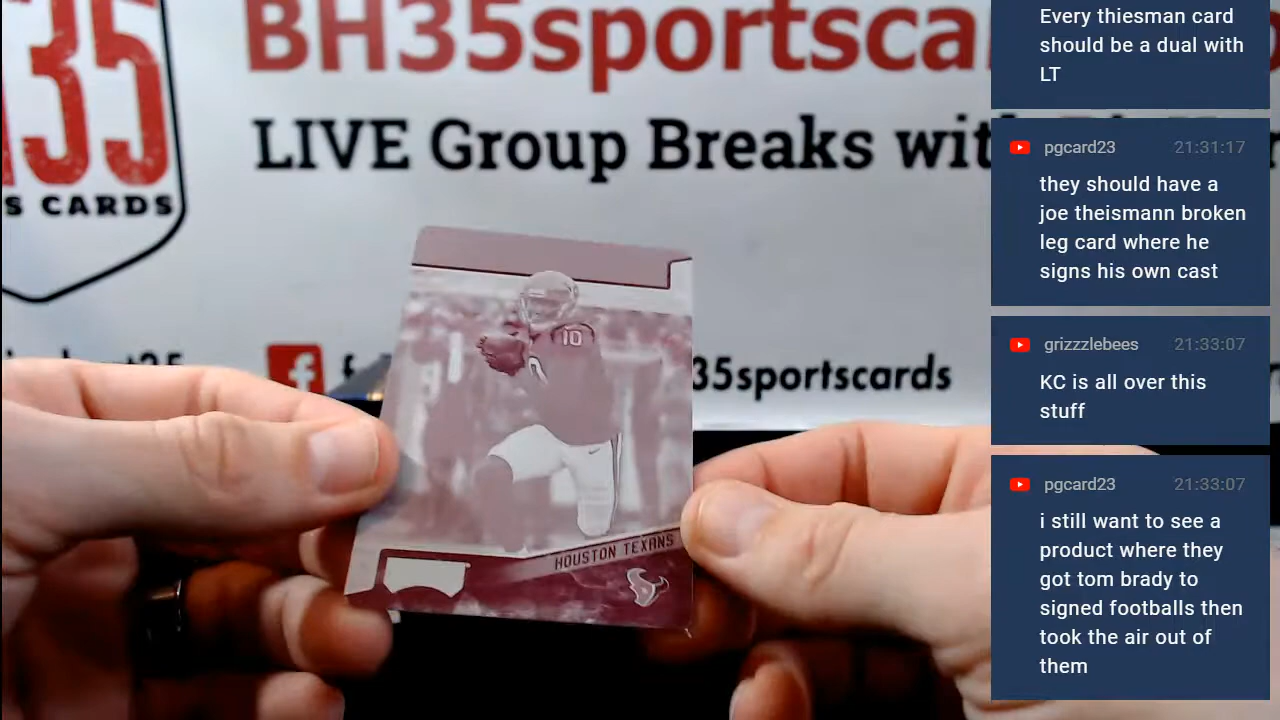 35
S CARDS
BH35sportsca
LIVE Group Breaks wit
f
35sportscards
10
HOUSTON TEXANS
Every thiesman card
should be a dual with
LT
pgcard23 21:31:17
they should have a
joe theismann broken
leg card where he
signs his own cast
grizzzlebees 21:33:07
KC is all over this
stuff
pgcard23 21:33:07
i still want to see a
product where they
got tom brady to
signed footballs then
took the air out of
them